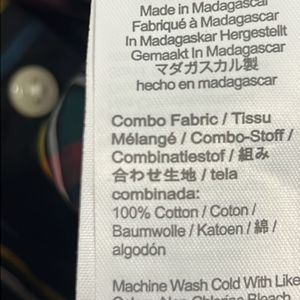 Made in Madagascar
Fabriqué à Madagascar
In Madagaskar Hergestellt
Gemaakt In Madagascar
マダガスカル製
hecho en madagascar
Combo Fabric / Tissu
Mélangé / Combo-Stoff /
Combinatiestof / 組み
合わせ生地 / tela
combinada:
100% Cotton / Coton /
Baumwolle / Katoen / 綿 /
algodón
Machine Wash Cold With Like